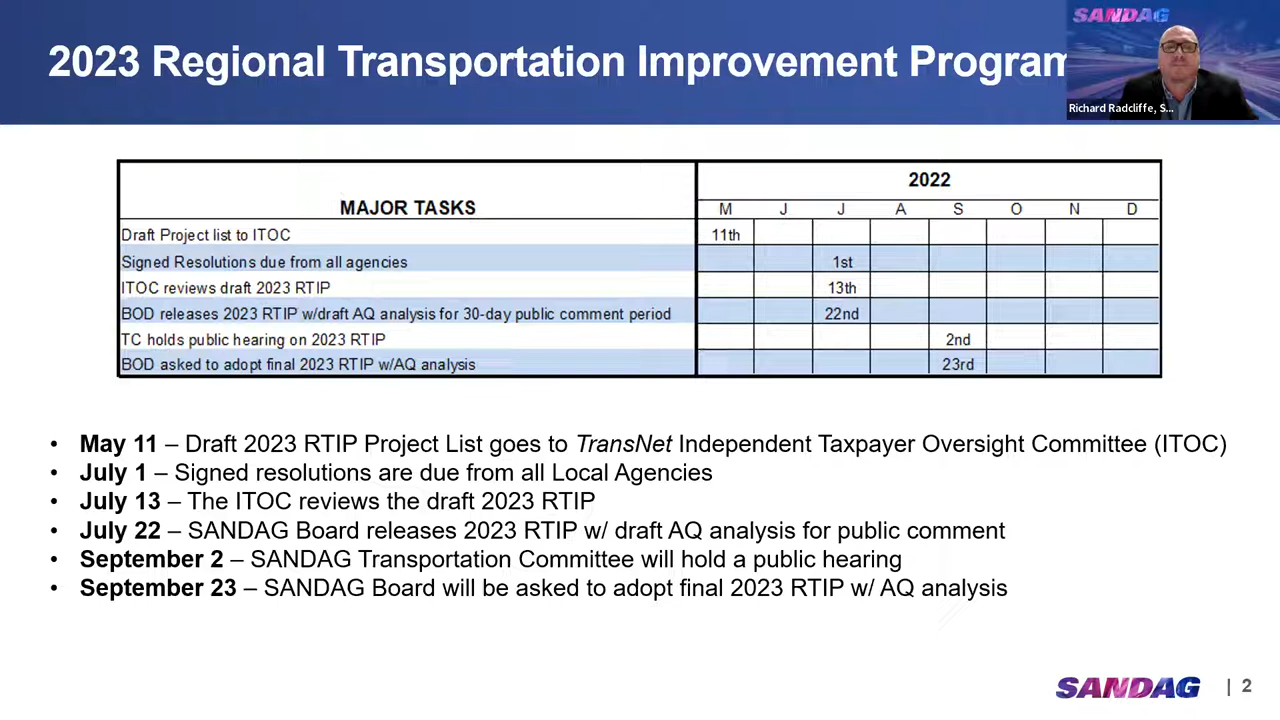 SANDAG
2023 Regional Transportation Improvement Program
Richard Radcliffe, S...
2022
MAJOR TASKS
M J J A S O N D
Draft Project list to ITOC 11th
Signed Resolutions due from all agencies 1st
ITOC reviews draft 2023 RTIP 13th
BOD releases 2023 RTIP w/draft AQ analysis for 30-day public comment period 22nd
TC holds public hearing on 2023 RTIP 2nd
BOD asked to adopt final 2023 RTIP w/AQ analysis 23rd
• May 11 – Draft 2023 RTIP Project List goes to TransNet Independent Taxpayer Oversight Committee (ITOC)
• July 1 – Signed resolutions are due from all Local Agencies
• July 13 – The ITOC reviews the draft 2023 RTIP
• July 22 – SANDAG Board releases 2023 RTIP w/ draft AQ analysis for public comment
• September 2 – SANDAG Transportation Committee will hold a public hearing
• September 23 – SANDAG Board will be asked to adopt final 2023 RTIP w/ AQ analysis
SANDAG | 2